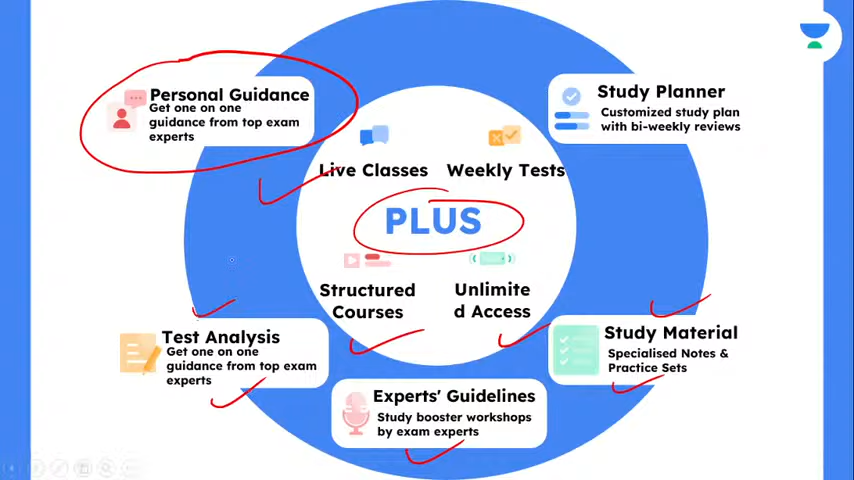 Personal Guidance
Get one on one
guidance from top exam
experts
Study Planner
Customized study plan
with bi-weekly reviews
Live Classes
Weekly Tests
PLUS
Structured
Courses
Unlimite
d Access
Test Analysis
Get one on one
guidance from top exam
experts
Study Material
Specialised Notes &
Practice Sets
Experts' Guidelines
Study booster workshops
by exam experts